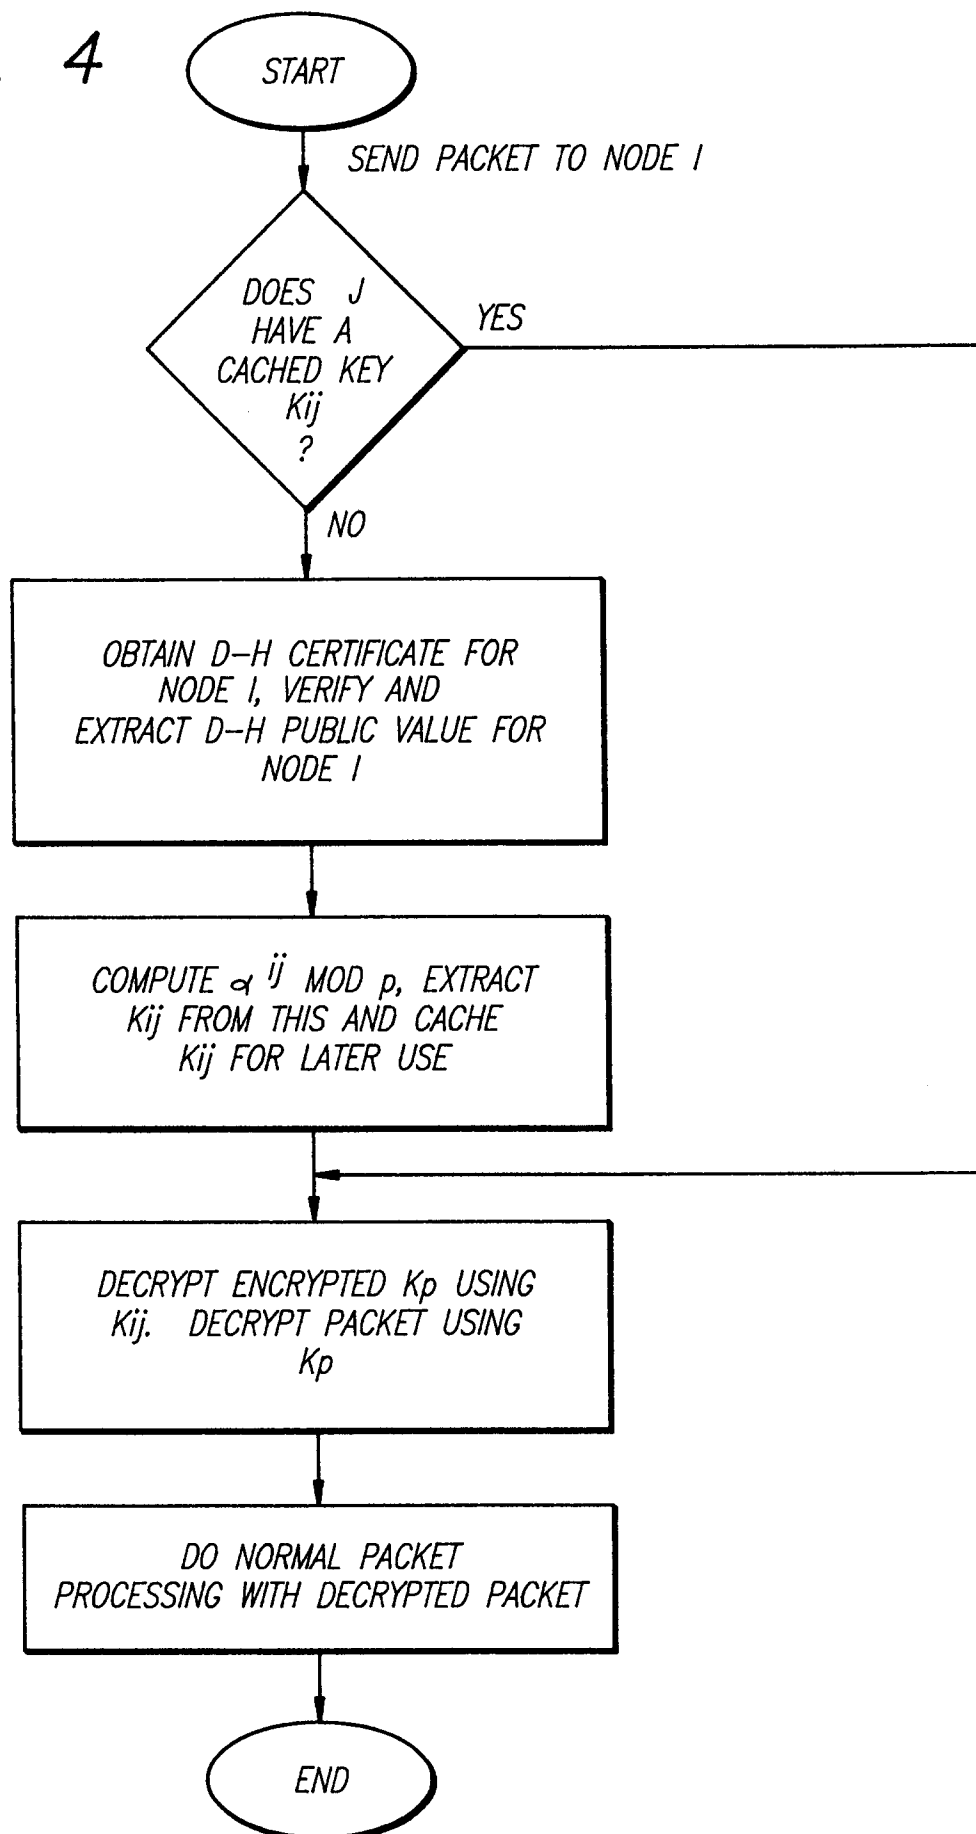 4
START
SEND PACKET TO NODE I
DOES J
HAVE A
CACHED KEY
Kij
?
YES
NO
OBTAIN D-H CERTIFICATE FOR
NODE I, VERIFY AND
EXTRACT D-H PUBLIC VALUE FOR
NODE I
COMPUTE α ij MOD p, EXTRACT
Kij FROM THIS AND CACHE
Kij FOR LATER USE
DECRYPT ENCRYPTED Kp USING
Kij. DECRYPT PACKET USING
Kp
DO NORMAL PACKET
PROCESSING WITH DECRYPTED PACKET
END